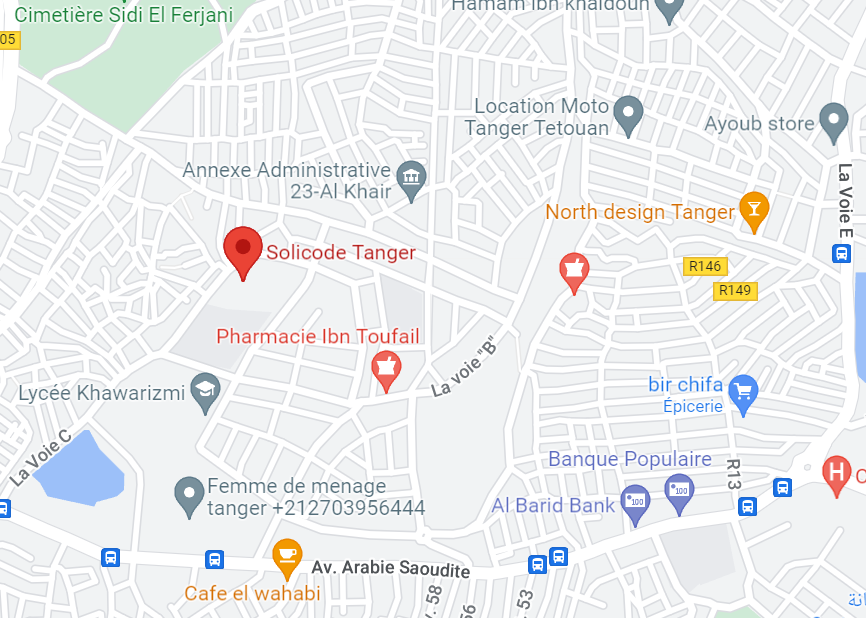 Hamam ibn khaldoun
Cimetière Sidi El Ferjani
05
Location Moto
Tanger Tetouan
Ayoub store
Annexe Administrative
23-Al Khair
La Voie E
North design Tanger
Solicode Tanger
R146
R149
Pharmacie Ibn Toufail
La voie "B"
bir chifa
Épicerie
Lycée Khawarizmi
La Voie C
Banque Populaire
R13
H
C
Femme de menage
tanger +212703956444
100
Al Barid Bank
100
Av. Arabie Saoudite
Cafe el wahabi
. 58
56
. 53